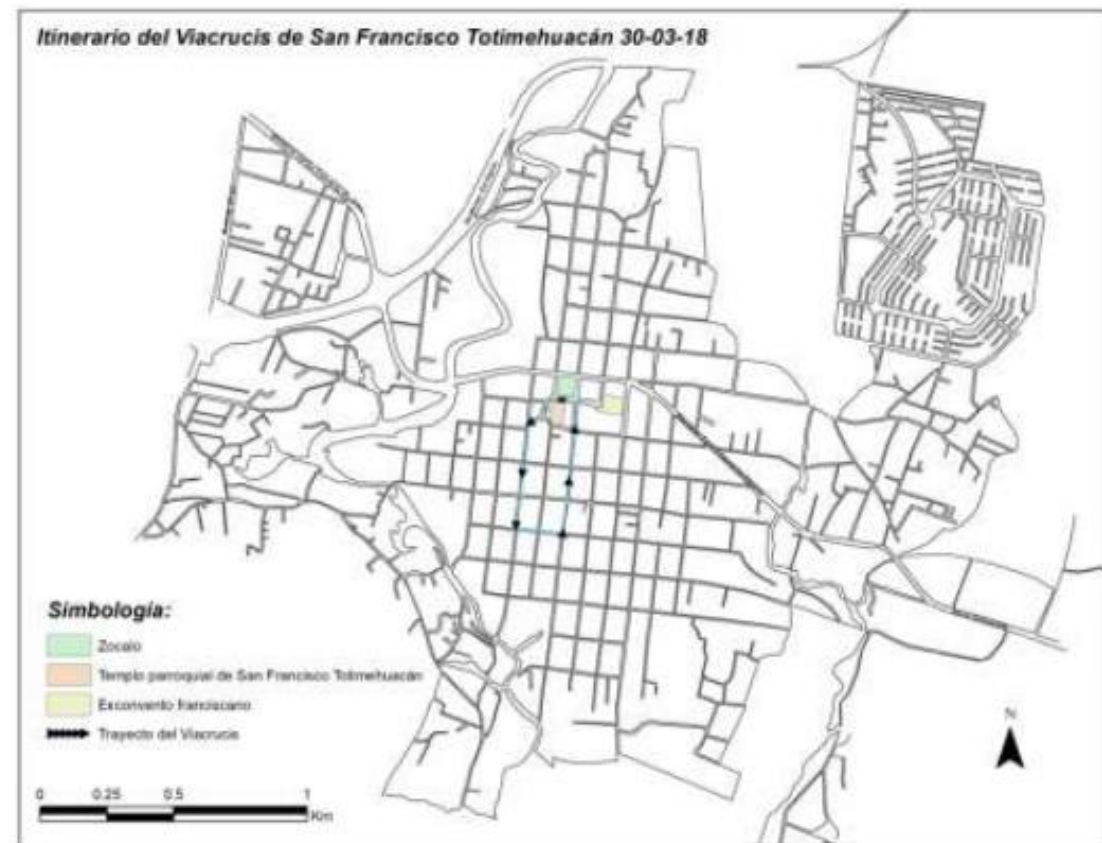 Itinerario del Viacrucis de San Francisco Totimehuacán 30-03-18
Simbología:
Zocalo
Templo parroquial de San Francisco Totimehuacán
Exconvento franciscano
Trayecto del Viacrucis
N
0 0.25 0.5 1
Km